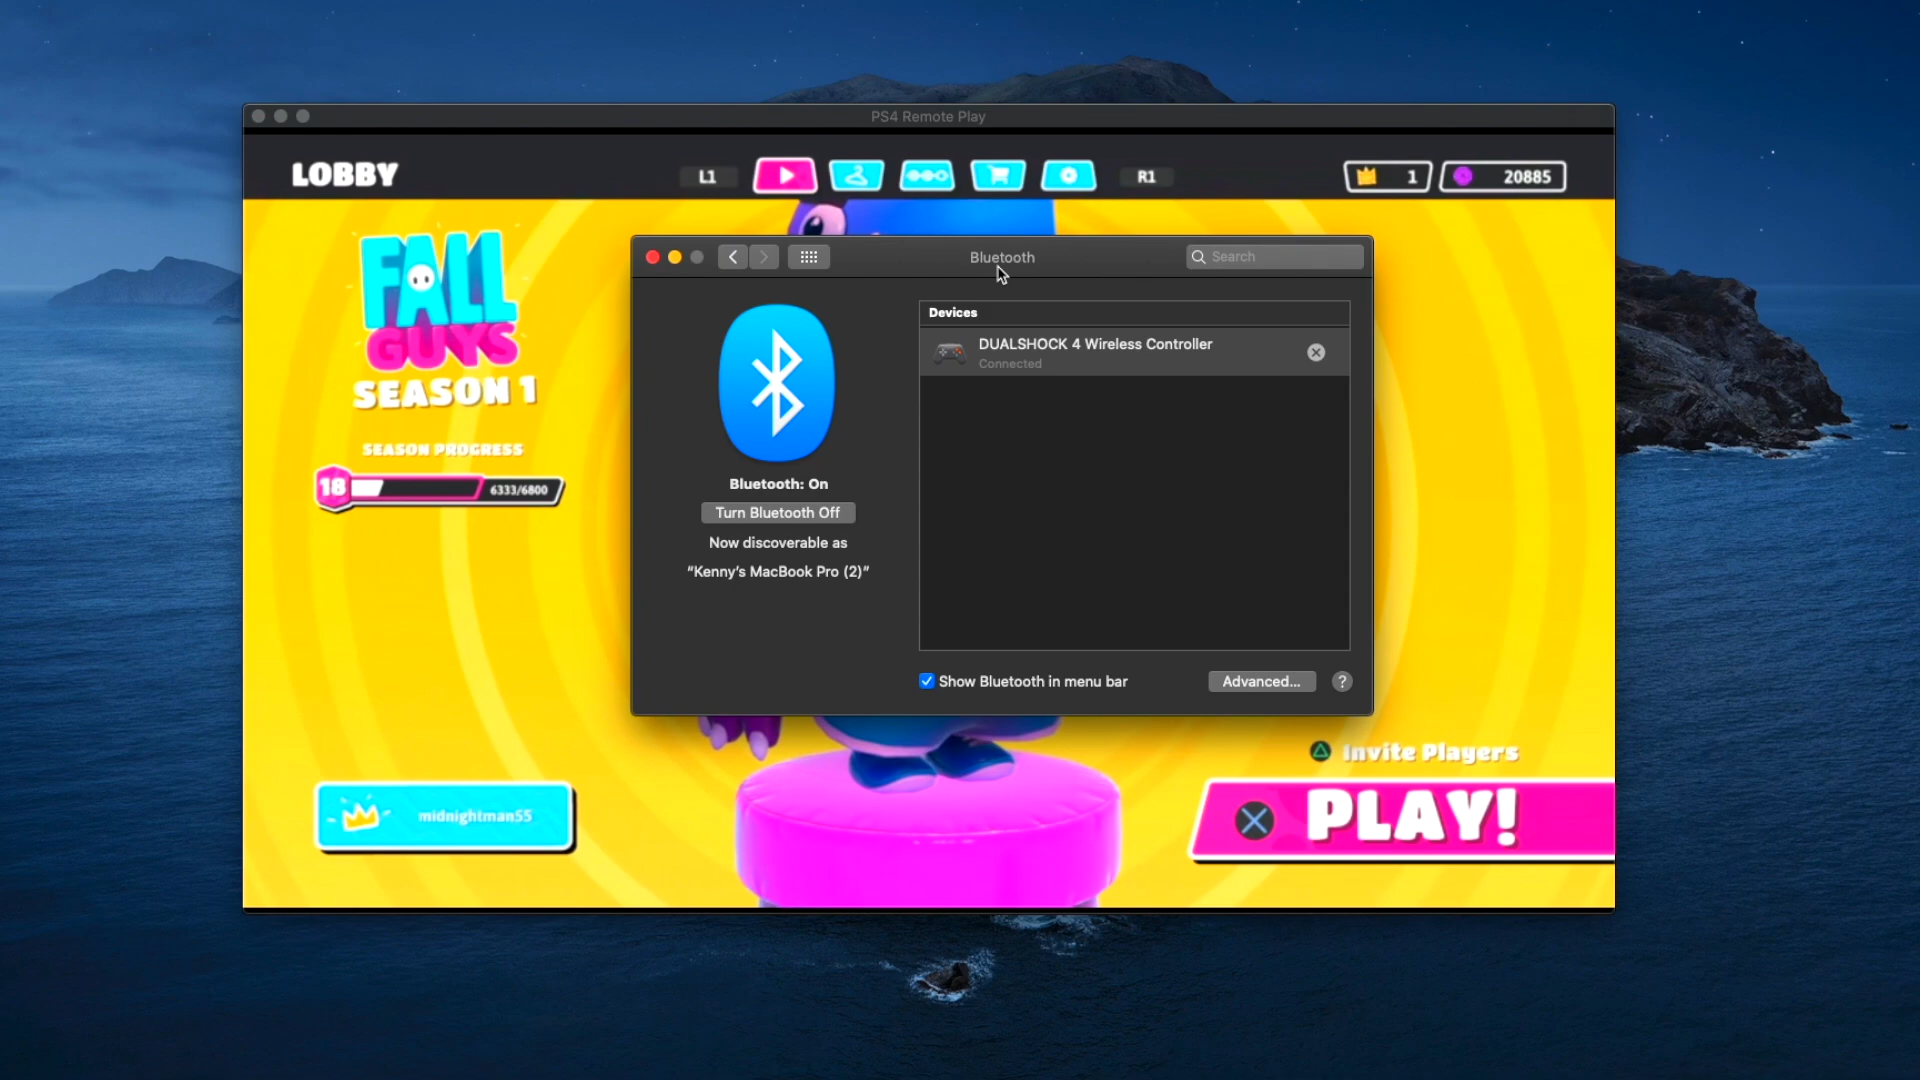 PS4 Remote Play
LOBBY
L1
R1
1
20885
FALL
GUYS
SEASON 1
SEASON PROGRESS
18
6333/6800
Bluetooth
Search
Bluetooth: On
Turn Bluetooth Off
Now discoverable as
“Kenny’s MacBook Pro (2)”
Devices
DUALSHOCK 4 Wireless Controller
Connected
Show Bluetooth in menu bar
Advanced...
?
midnightman55
Invite Players
PLAY!